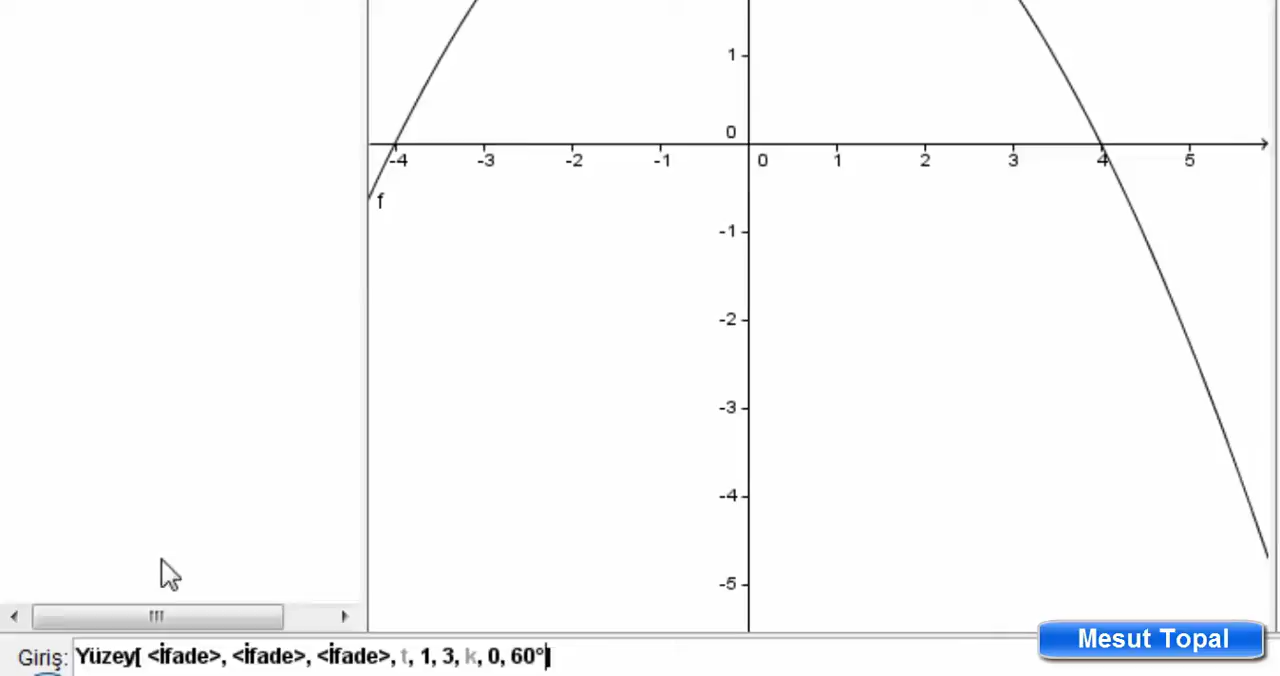 1
0
-4 -3 -2 -1 0 1 2 3 4 5
f
-1
-2
-3
-4
-5
Mesut Topal
Giriş: Yüzey[ <İfade>, <İfade>, <İfade>, t, 1, 3, k, 0, 60°